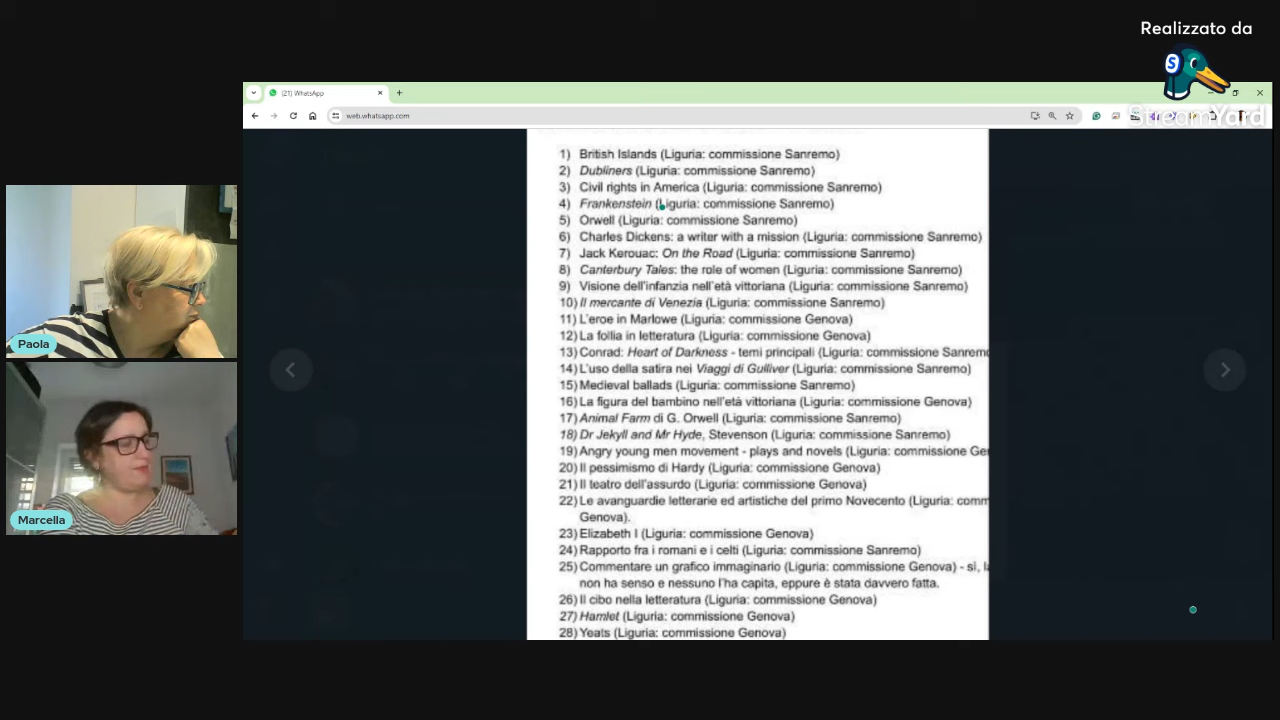 Realizzato da
StreamYard
(21) WhatsApp
web.whatsapp.com
1) British Islands (Liguria: commissione Sanremo)
2) Dubliners (Liguria: commissione Sanremo)
3) Civil rights in America (Liguria: commissione Sanremo)
4) Frankenstein (Liguria: commissione Sanremo)
5) Orwell (Liguria: commissione Sanremo)
6) Charles Dickens: a writer with a mission (Liguria: commissione Sanremo)
7) Jack Kerouac: On the Road (Liguria: commissione Sanremo)
8) Canterbury Tales: the role of women (Liguria: commissione Sanremo)
9) Visione dell'infanzia nell'età vittoriana (Liguria: commissione Sanremo)
10) Il mercante di Venezia (Liguria: commissione Sanremo)
11) L'eroe in Marlowe (Liguria: commissione Genova)
12) La follia in letteratura (Liguria: commissione Genova)
13) Conrad: Heart of Darkness - temi principali (Liguria: commissione Sanremo
14) L'uso della satira nei Viaggi di Gulliver (Liguria: commissione Sanremo)
15) Medieval ballads (Liguria: commissione Sanremo)
16) La figura del bambino nell'età vittoriana (Liguria: commissione Genova)
17) Animal Farm di G. Orwell (Liguria: commissione Sanremo)
18) Dr Jekyll and Mr Hyde, Stevenson (Liguria: commissione Sanremo)
19) Angry young men movement - plays and novels (Liguria: commissione Ge
20) Il pessimismo di Hardy (Liguria: commissione Genova)
21) Il teatro dell'assurdo (Liguria: commissione Genova)
22) Le avanguardie letterarie ed artistiche del primo Novecento (Liguria: comm
Genova).
23) Elizabeth I (Liguria: commissione Genova)
24) Rapporto fra i romani e i celti (Liguria: commissione Sanremo)
25) Commentare un grafico immaginario (Liguria: commissione Genova) - sì, la
non ha senso e nessuno l'ha capita, eppure è stata davvero fatta.
26) Il cibo nella letteratura (Liguria: commissione Genova)
27) Hamlet (Liguria: commissione Genova)
28) Yeats (Liguria: commissione Genova)
Paola
Marcella